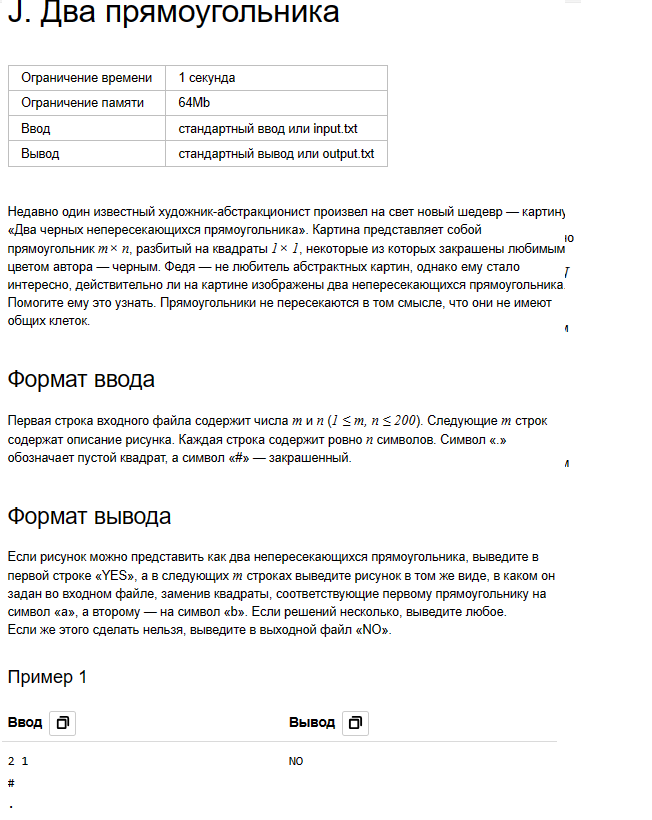 J. Два прямоугольника
Ограничение времени 1 секунда
Ограничение памяти 64Mb
Ввод стандартный ввод или input.txt
Вывод стандартный вывод или output.txt
Недавно один известный художник-абстракционист произвел на свет новый шедевр — картину
«Два черных непересекающихся прямоугольника». Картина представляет собой
прямоугольник m × n, разбитый на квадраты 1 × 1, некоторые из которых закрашены любимым
цветом автора — черным. Федя — не любитель абстрактных картин, однако ему стало
интересно, действительно ли на картине изображены два непересекающихся прямоугольника.
Помогите ему это узнать. Прямоугольники не пересекаются в том смысле, что они не имеют
общих клеток.
Формат ввода
Первая строка входного файла содержит числа m и n (1 ≤ m, n ≤ 200). Следующие m строк
содержат описание рисунка. Каждая строка содержит ровно n символов. Символ «.»
обозначает пустой квадрат, а символ «#» — закрашенный.
Формат вывода
Если рисунок можно представить как два непересекающихся прямоугольника, выведите в
первой строке «YES», а в следующих m строках выведите рисунок в том же виде, в каком он
задан во входном файле, заменив квадраты, соответствующие первому прямоугольнику на
символ «a», а второму — на символ «b». Если решений несколько, выведите любое.
Если же этого сделать нельзя, выведите в выходной файл «NO».
Пример 1
Ввод Вывод
2 1 NO
#
.